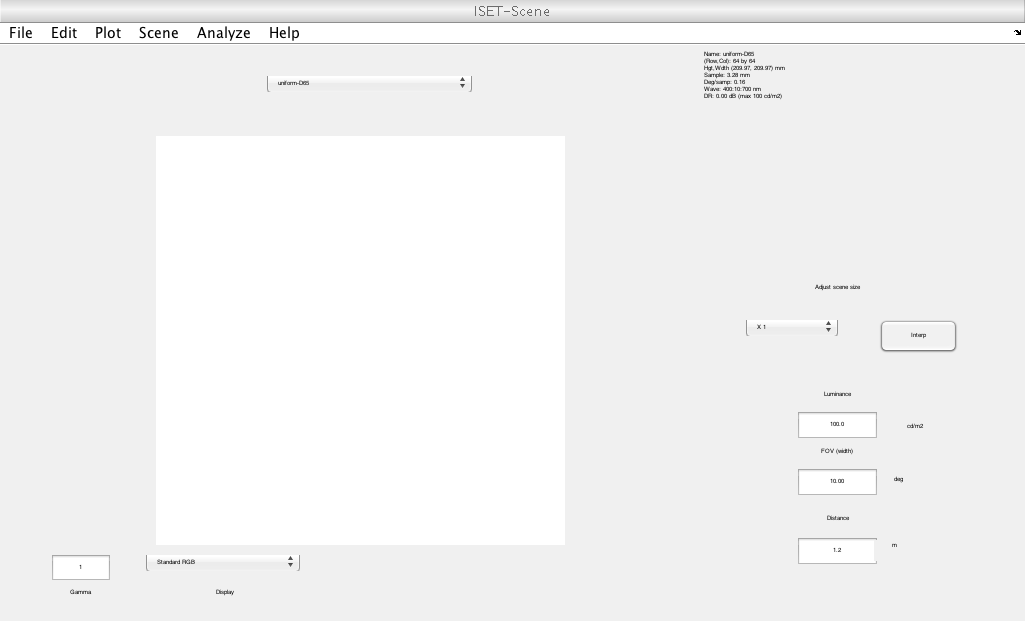 ISET-Scene
File Edit Plot Scene Analyze Help
Name: uniform-D65
(Row,Col): 64 by 64
Hgt,Wdth (209.97, 209.97) mm
Sample: 3.28 mm
Deg/samp: 0.16
Wave: 400:10:700 nm
DR: 0.00 dB (max 100 cd/m2)
uniform-D65
Adjust scene size
X 1
Interp
Luminance
100.0 cd/m2
FOV (width)
10.00 deg
Distance
1.2 m
1 Standard RGB
Gamma Display